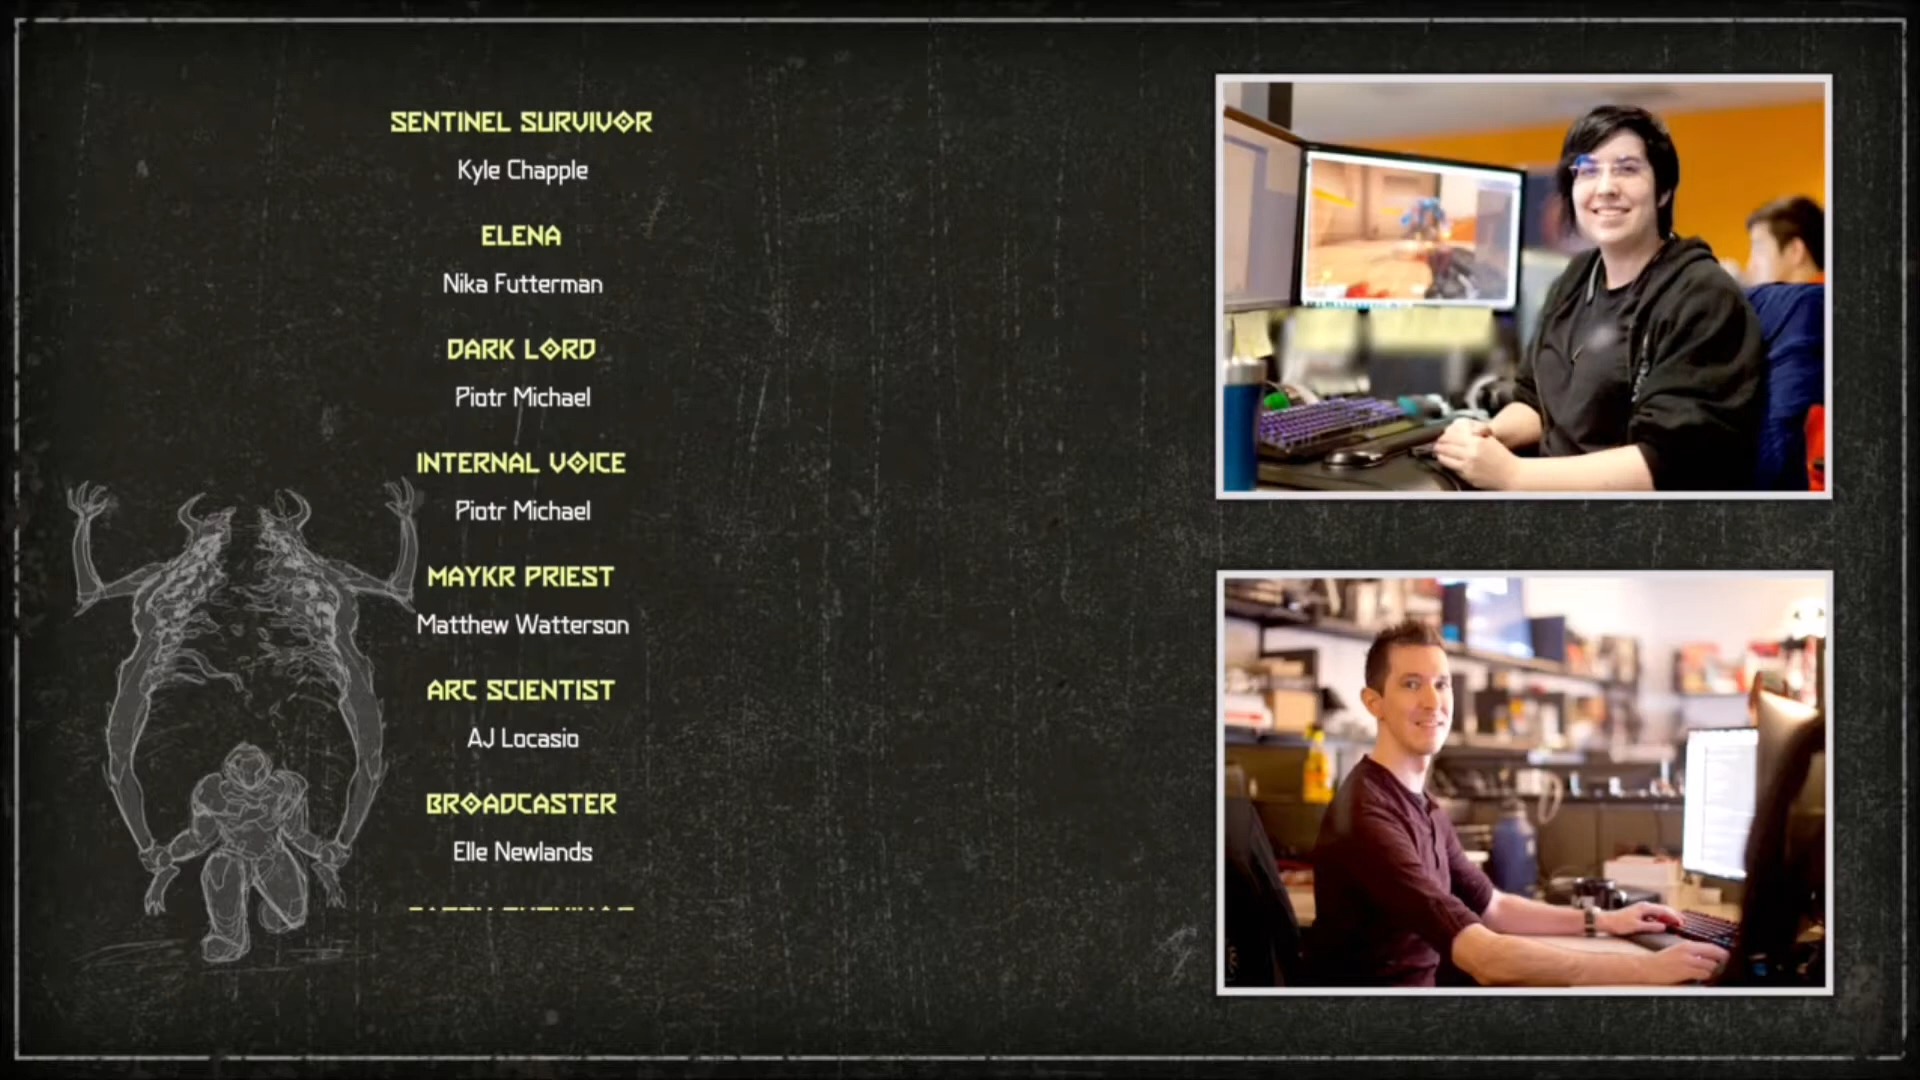 SENTINEL SURVIVOR
Kyle Chapple
ELENA
Nika Futterman
DARK LORD
Piotr Michael
INTERNAL VOICE
Piotr Michael
MAYKR PRIEST
Matthew Watterson
ARC SCIENTIST
AJ Locasio
BROADCASTER
Elle Newlands